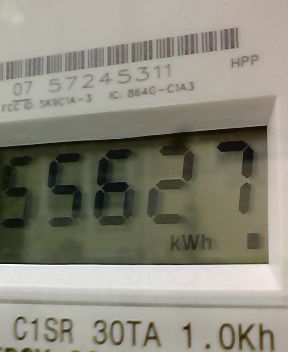 HPP
07 57245311
FCC ID: SK9C1A-3 IC: 864G-C1A3
55627
kWh
C1SR 30TA 1.0Kh